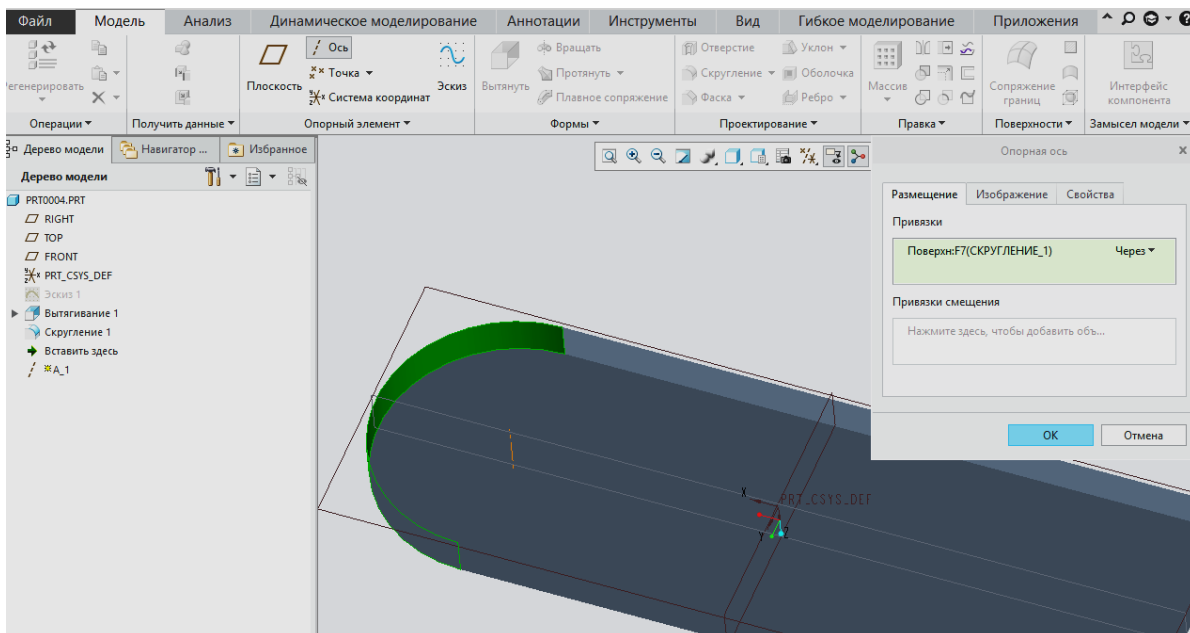 Файл Модель Анализ Динамическое моделирование Аннотации Инструменты Вид Гибкое моделирование Приложения
Регенерировать
Плоскость
Ось
Точка
Система координат
Эскиз
Вытянуть
Вращать
Протянуть
Плавное сопряжение
Отверстие
Скругление
Фаска
Уклон
Оболочка
Ребро
Массив
Сопряжение границ
Интерфейс компонента
Операции Получить данные Опорный элемент Формы Проектирование Правка Поверхности Замысел модели
Дерево модели Навигатор ... Избранное
Дерево модели
PRT0004.PRT
RIGHT
TOP
FRONT
PRT_CSYS_DEF
Эскиз 1
Вытягивание 1
Скругление 1
Вставить здесь
A_1
X PRT_CSYS_DEF
Y Z
Опорная ось
Размещение Изображение Свойства
Привязки
Поверхн:F7(СКРУГЛЕНИЕ_1) Через
Привязки смещения
Нажмите здесь, чтобы добавить объ...
ОК Отмена